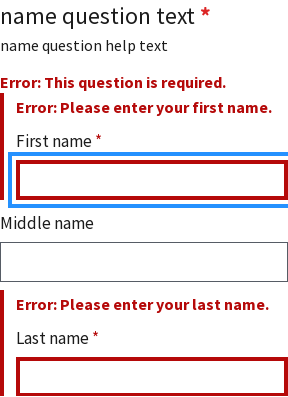 name question text *
name question help text
Error: This question is required.
Error: Please enter your first name.
First name *
Middle name
Error: Please enter your last name.
Last name *